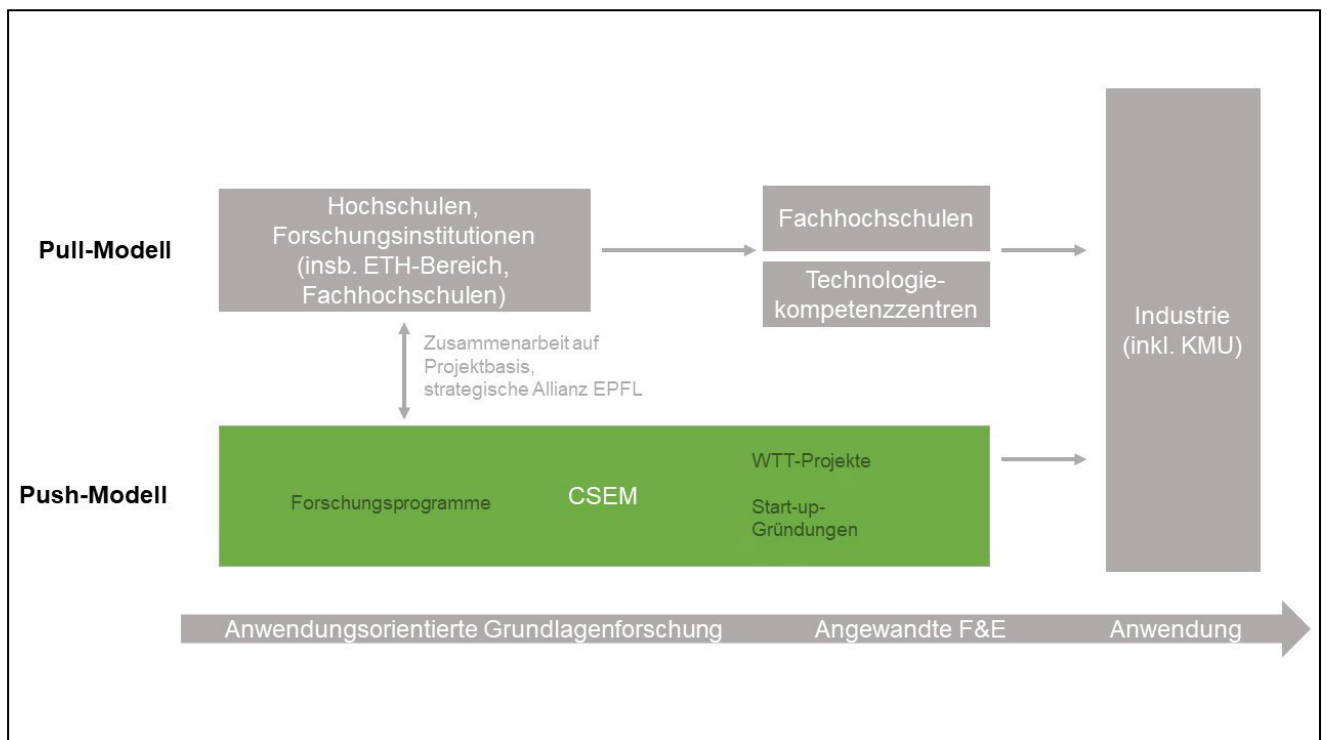 Pull-Modell
Hochschulen,
Forschungsinstitutionen
(insb. ETH-Bereich,
Fachhochschulen)
Fachhochschulen
Technologie-
kompetenzzentren
Industrie
(inkl. KMU)
Zusammenarbeit auf
Projektbasis,
strategische Allianz EPFL
Push-Modell
Forschungsprogramme
CSEM
WTT-Projekte
Start-up-
Gründungen
Anwendungsorientierte Grundlagenforschung
Angewandte F&E
Anwendung